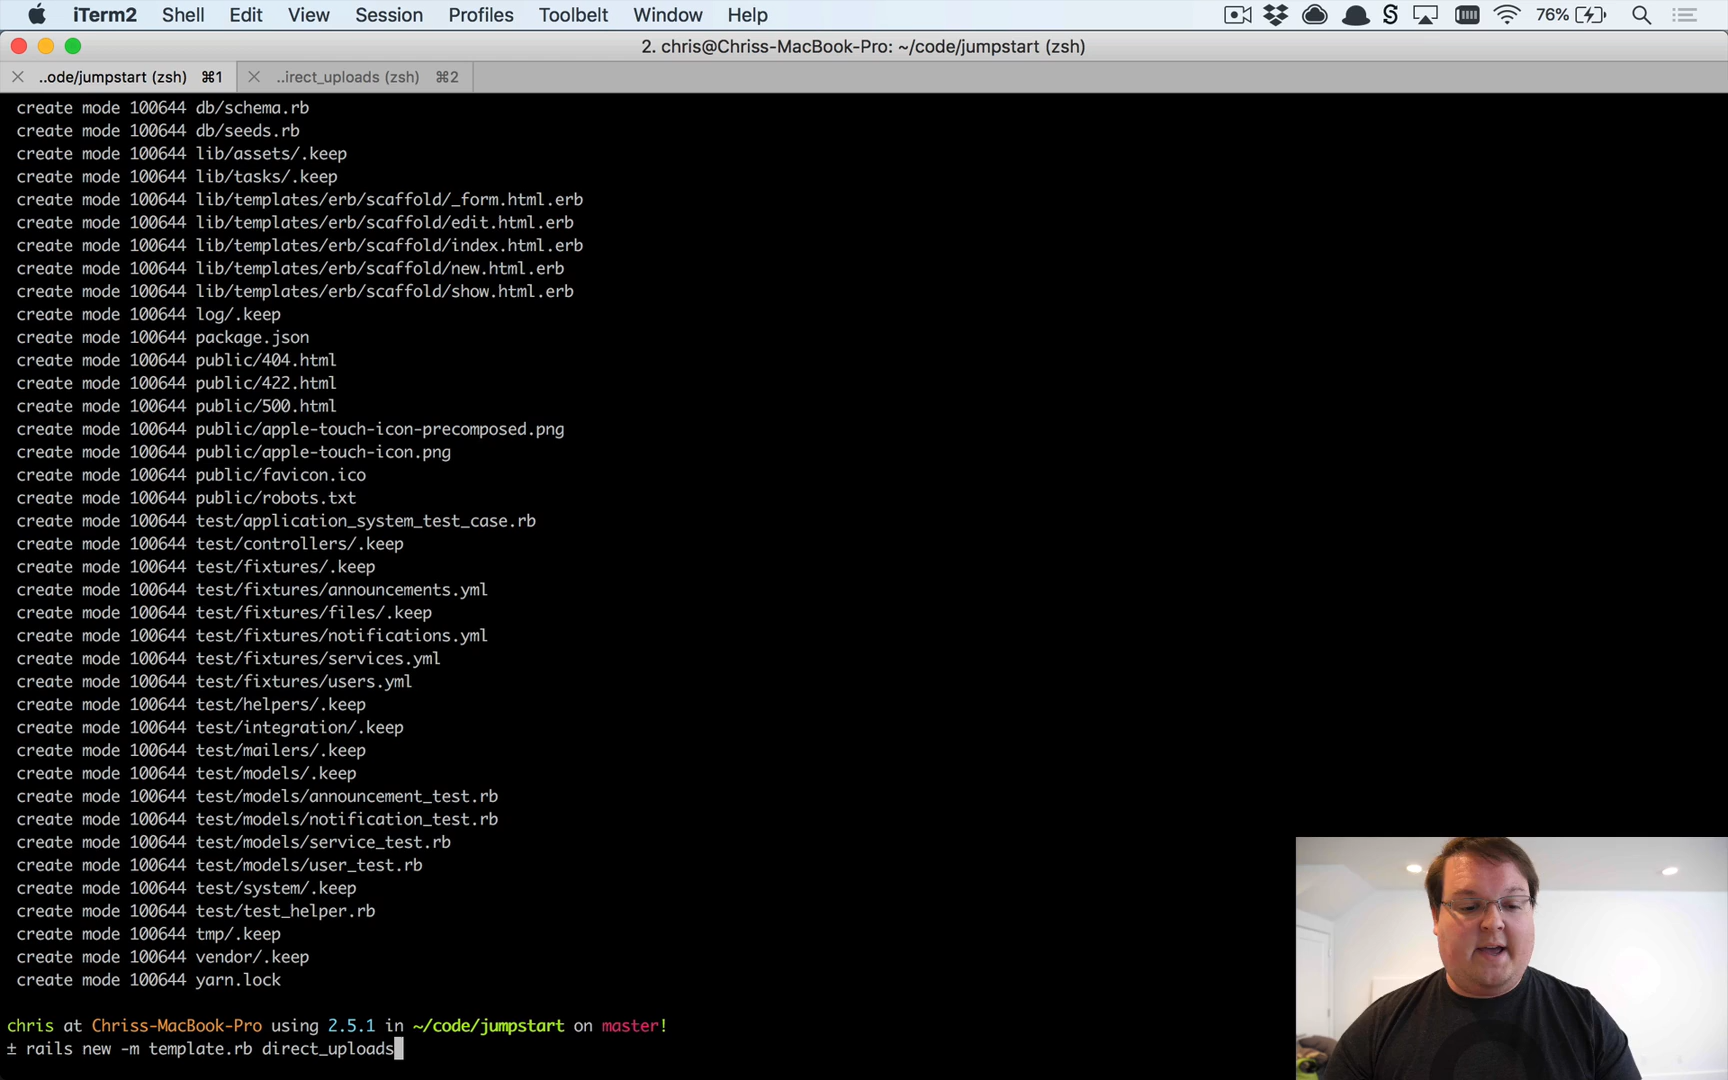 iTerm2 Shell Edit View Session Profiles Toolbelt Window Help 76%
2. chris@Chriss-MacBook-Pro: ~/code/jumpstart (zsh)
..ode/jumpstart (zsh) ⌘1 ..irect_uploads (zsh) ⌘2
create mode 100644 db/schema.rb
create mode 100644 db/seeds.rb
create mode 100644 lib/assets/.keep
create mode 100644 lib/tasks/.keep
create mode 100644 lib/templates/erb/scaffold/_form.html.erb
create mode 100644 lib/templates/erb/scaffold/edit.html.erb
create mode 100644 lib/templates/erb/scaffold/index.html.erb
create mode 100644 lib/templates/erb/scaffold/new.html.erb
create mode 100644 lib/templates/erb/scaffold/show.html.erb
create mode 100644 log/.keep
create mode 100644 package.json
create mode 100644 public/404.html
create mode 100644 public/422.html
create mode 100644 public/500.html
create mode 100644 public/apple-touch-icon-precomposed.png
create mode 100644 public/apple-touch-icon.png
create mode 100644 public/favicon.ico
create mode 100644 public/robots.txt
create mode 100644 test/application_system_test_case.rb
create mode 100644 test/controllers/.keep
create mode 100644 test/fixtures/.keep
create mode 100644 test/fixtures/announcements.yml
create mode 100644 test/fixtures/files/.keep
create mode 100644 test/fixtures/notifications.yml
create mode 100644 test/fixtures/services.yml
create mode 100644 test/fixtures/users.yml
create mode 100644 test/helpers/.keep
create mode 100644 test/integration/.keep
create mode 100644 test/mailers/.keep
create mode 100644 test/models/.keep
create mode 100644 test/models/announcement_test.rb
create mode 100644 test/models/notification_test.rb
create mode 100644 test/models/service_test.rb
create mode 100644 test/models/user_test.rb
create mode 100644 test/system/.keep
create mode 100644 test/test_helper.rb
create mode 100644 tmp/.keep
create mode 100644 vendor/.keep
create mode 100644 yarn.lock
chris at Chriss-MacBook-Pro using 2.5.1 in ~/code/jumpstart on master!
± rails new -m template.rb direct_uploads